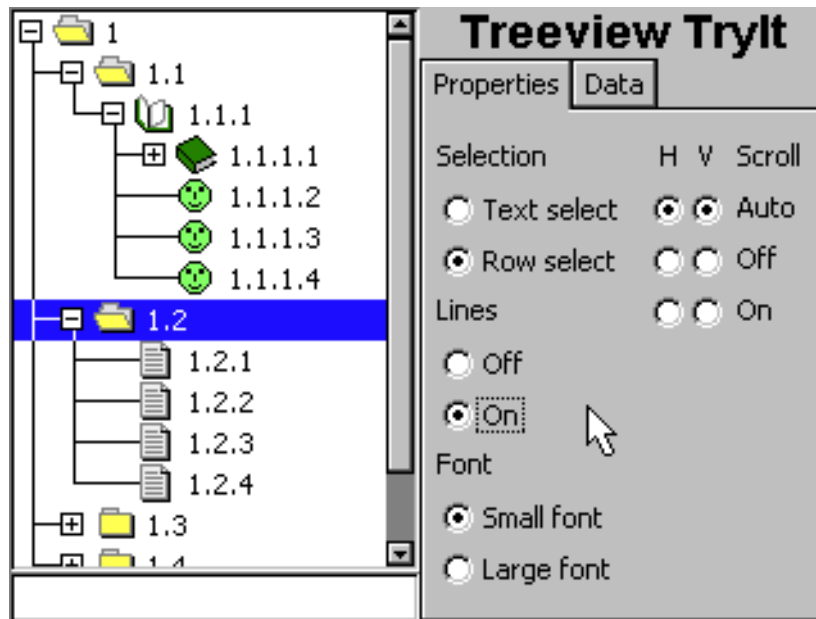 1
1.1
1.1.1
1.1.1.1
1.1.1.2
1.1.1.3
1.1.1.4
1.2
1.2.1
1.2.2
1.2.3
1.2.4
1.3
1.4
Treeview TryIt
Properties Data
Selection H V Scroll
Text select Auto
Row select Off
Lines On
Off
On
Font
Small font
Large font